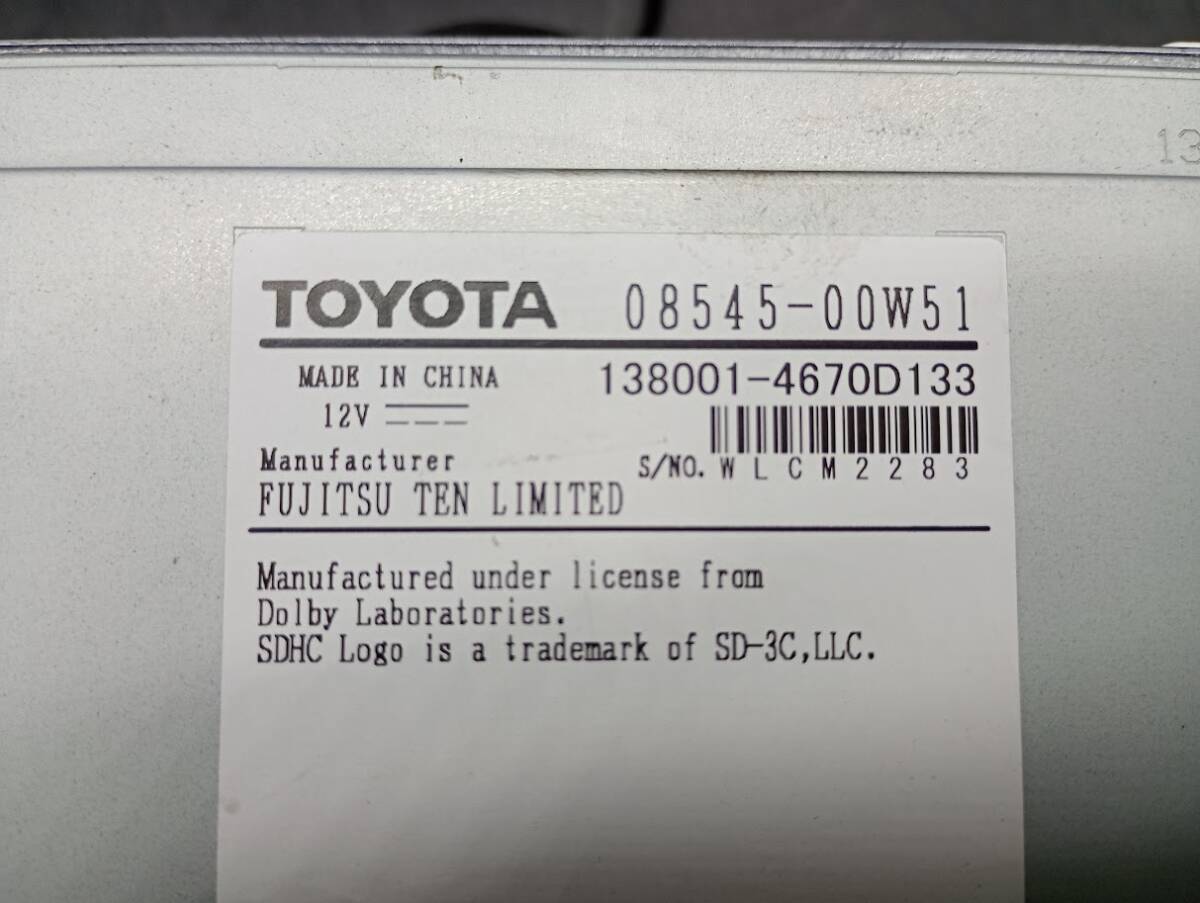 13
TOYOTA 08545-00W51
MADE IN CHINA 138001-4670D133
12V
Manufacturer S/NO. WLCM2283
FUJITSU TEN LIMITED
Manufactured under license from
Dolby Laboratories.
SDHC Logo is a trademark of SD-3C,LLC.